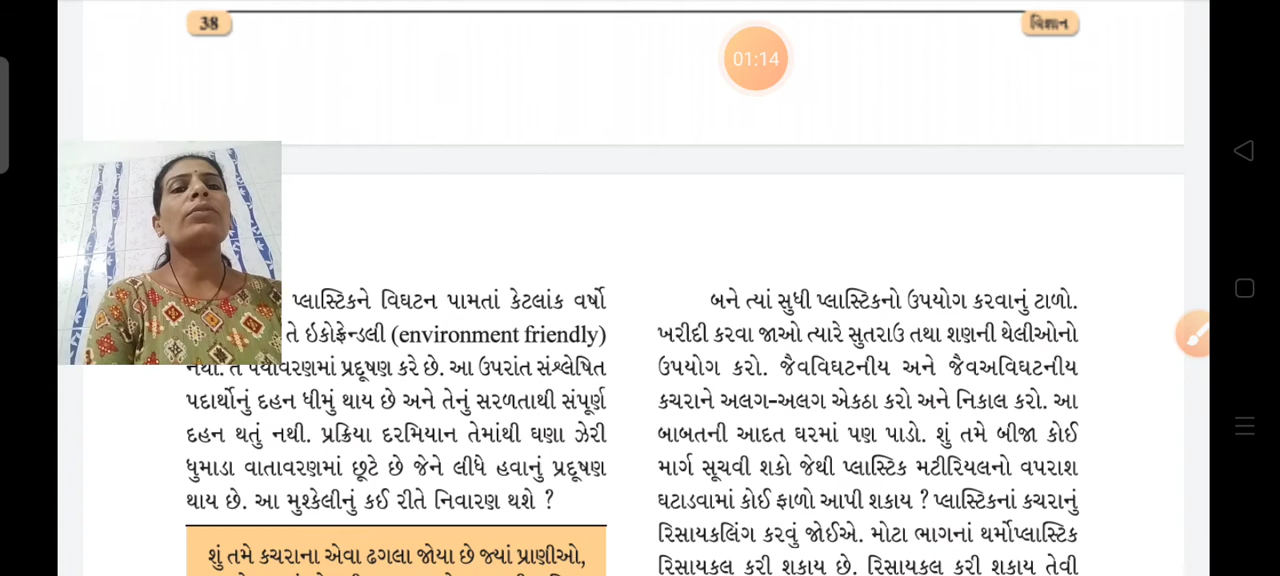 38
વિજ્ઞાન
01:14
પ્લાસ્ટિકને વિઘટન પામતાં કેટલાંક વર્ષો
તે ઇકોફ્રેન્ડલી (environment friendly)
નથી. તે પર્યાવરણમાં પ્રદૂષણ કરે છે. આ ઉપરાંત સંશ્લેષિત
પદાર્થોનું દહન ધીમું થાય છે અને તેનું સરળતાથી સંપૂર્ણ
દહન થતું નથી. પ્રક્રિયા દરમિયાન તેમાંથી ઘણા ઝેરી
ધુમાડા વાતાવરણમાં છૂટે છે જેને લીધે હવાનું પ્રદૂષણ
થાય છે. આ મુશ્કેલીનું કઈ રીતે નિવારણ થશે ?
શું તમે કચરાના એવા ઢગલા જોયા છે જ્યાં પ્રાણીઓ,
બને ત્યાં સુધી પ્લાસ્ટિકનો ઉપયોગ કરવાનું ટાળો.
ખરીદી કરવા જાઓ ત્યારે સુતરાઉ તથા શણની થેલીઓનો
ઉપયોગ કરો. જૈવવિઘટનીય અને જૈવઅવિઘટનીય
કચરાને અલગ-અલગ એકઠા કરો અને નિકાલ કરો. આ
બાબતની આદત ઘરમાં પણ પાડો. શું તમે બીજા કોઈ
માર્ગ સૂચવી શકો જેથી પ્લાસ્ટિક મટીરિયલનો વપરાશ
ઘટાડવામાં કોઈ ફાળો આપી શકાય ? પ્લાસ્ટિકનાં કચરાનું
રિસાયકલિંગ કરવું જોઈએ. મોટા ભાગનાં થર્મોપ્લાસ્ટિક
રિસાયકલ કરી શકાય છે. રિસાયકલ કરી શકાય તેવી